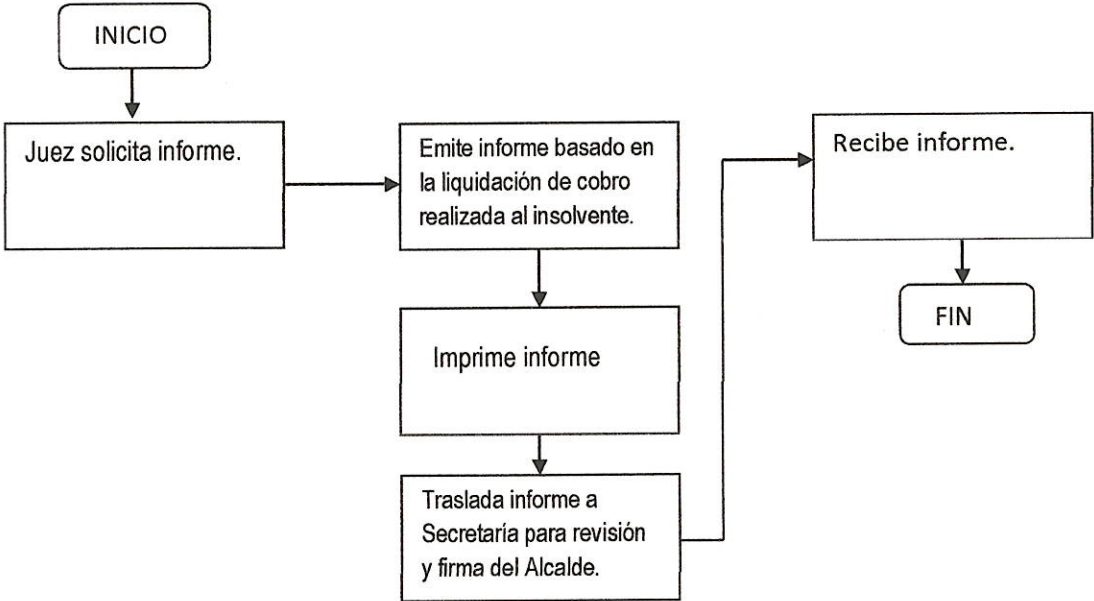 INICIO
Juez solicita informe.
Emite informe basado en
la liquidación de cobro
realizada al insolvente.
Imprime informe
Traslada informe a
Secretaría para revisión
y firma del Alcalde.
Recibe informe.
FIN